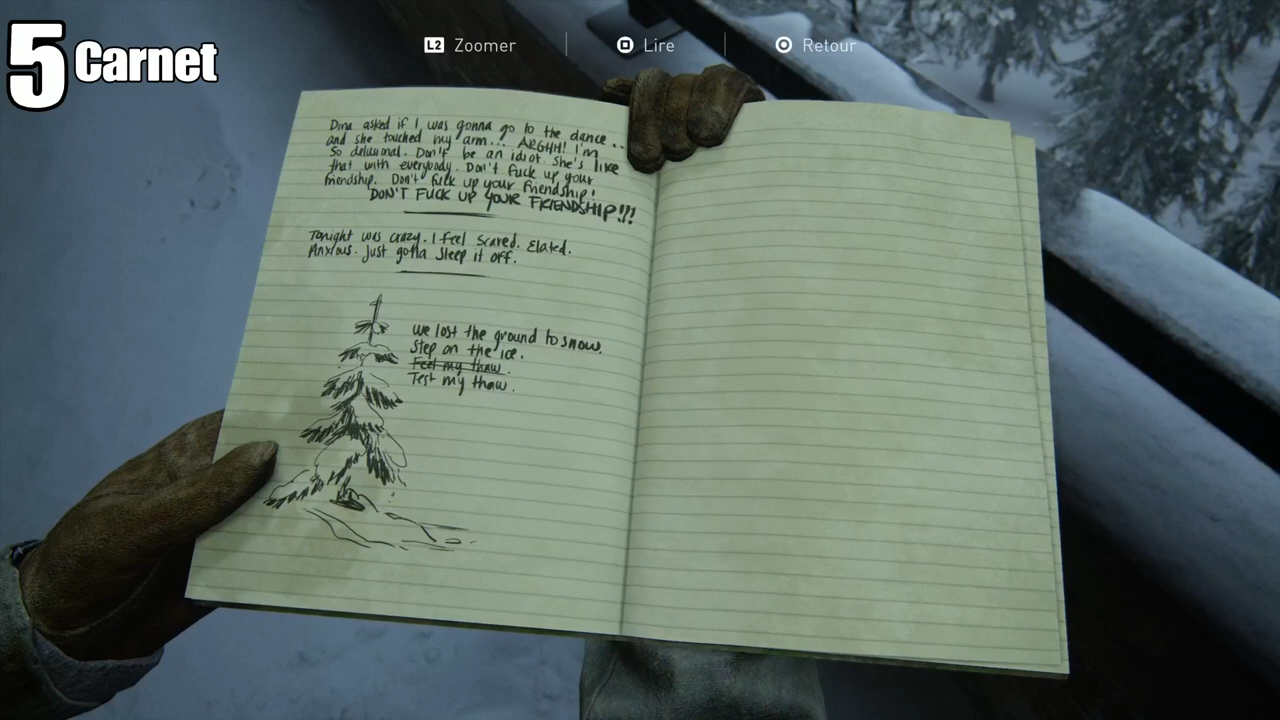 5 Carnet
L2 Zoomer
Lire
Retour
Dina asked if I was gonna go to the dance..
and she touched my arm... ARGHH! I'm
so delusional. Don't be an idiot. She's like
that with everybody. Don't fuck up your
friendship. Don't fuck up your friendship!
DON'T FUCK UP YOUR FRIENDSHIP!!!
Tonight was crazy. I feel scared. Elated.
Anxious. Just gotta sleep it off.
We lost the ground to snow.
Step on the ice.
Feel my thaw.
Test my thaw.